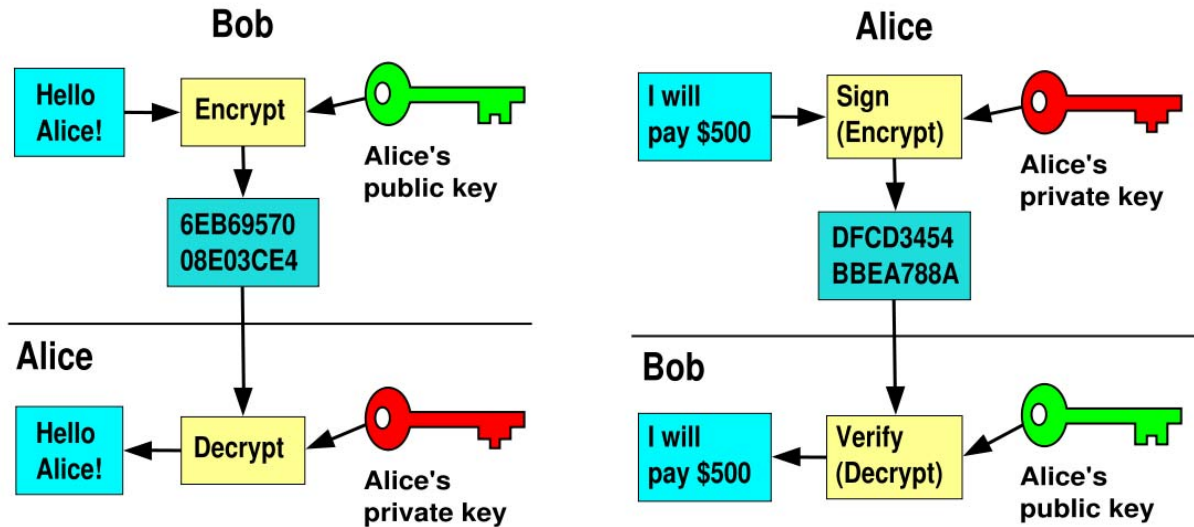 Bob
Hello
Alice!
Encrypt
Alice's
public key
6EB69570
08E03CE4
Alice
Hello
Alice!
Decrypt
Alice's
private key
Alice
I will
pay $500
Sign
(Encrypt)
Alice's
private key
DFCD3454
BBEA788A
Bob
I will
pay $500
Verify
(Decrypt)
Alice's
public key